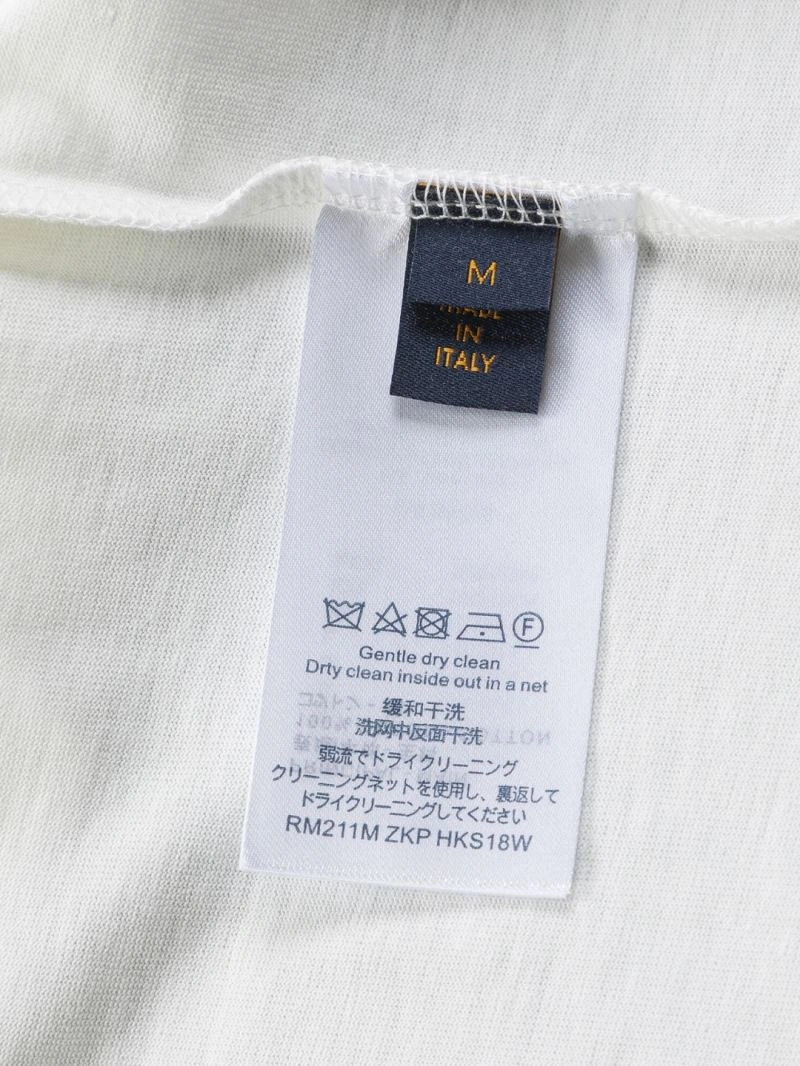 M
MADE
IN
ITALY
F
Gentle dry clean
Drty clean inside out in a net
缓和干洗
洗网中反面干洗
弱流でドライクリーニング
クリーニングネットを使用し、裏返して
ドライクリーニングしてください
RM211M ZKP HKS18W